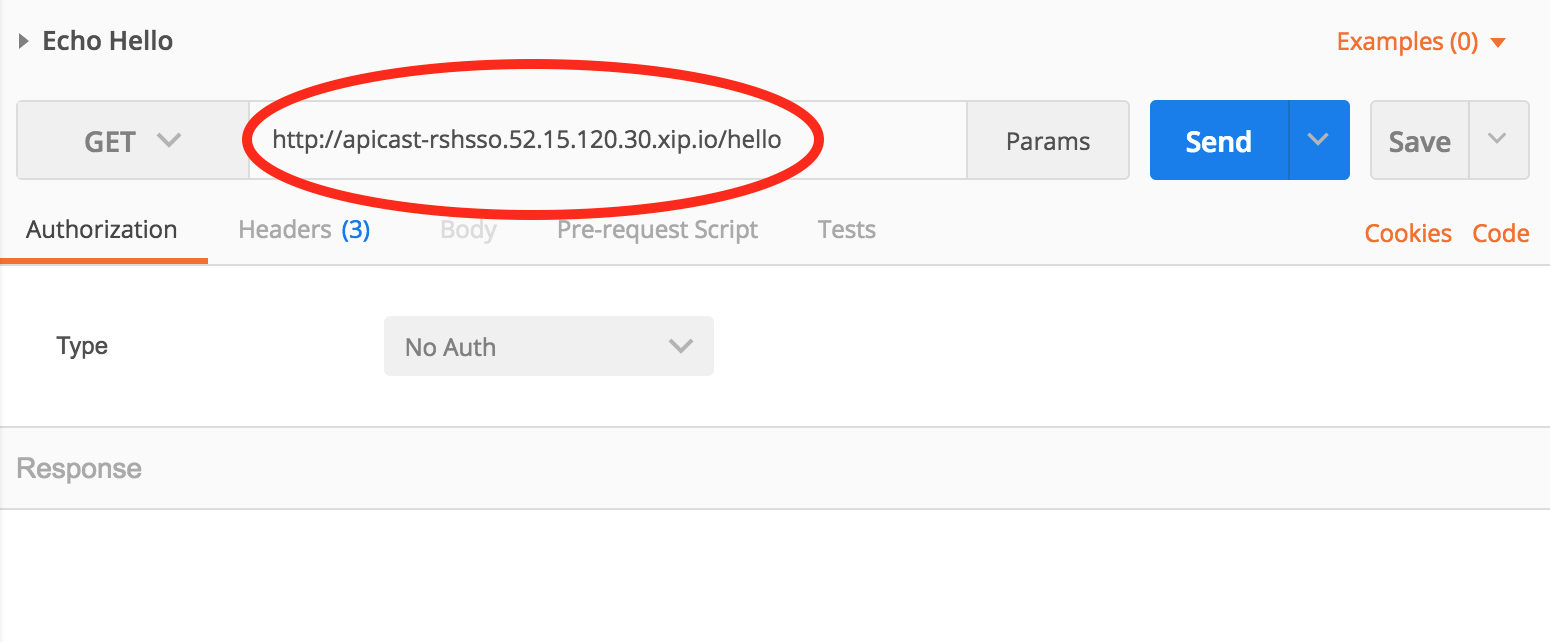 Echo Hello
Examples (0)
GET
http://apicast-rshsso.52.15.120.30.xip.io/hello
Params
Send
Save
Authorization
Headers (3)
Body
Pre-request Script
Tests
Cookies
Code
Type
No Auth
Response